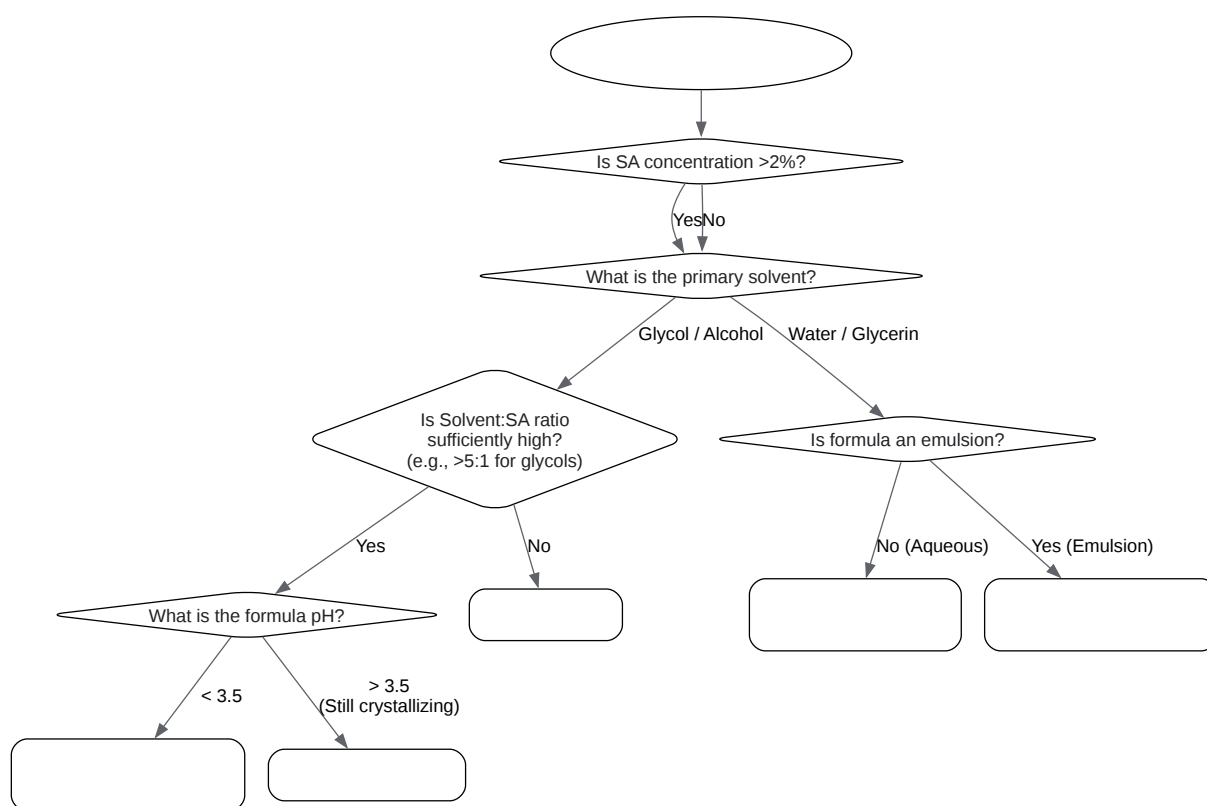 Is SA concentration >2%?
Yes
No
What is the primary solvent?
Glycol / Alcohol
Water / Glycerin
Is Solvent:SA ratio
sufficiently high?
(e.g., >5:1 for glycols)
Is formula an emulsion?
Yes
No
No (Aqueous)
Yes (Emulsion)
What is the formula pH?
< 3.5
> 3.5
(Still crystallizing)